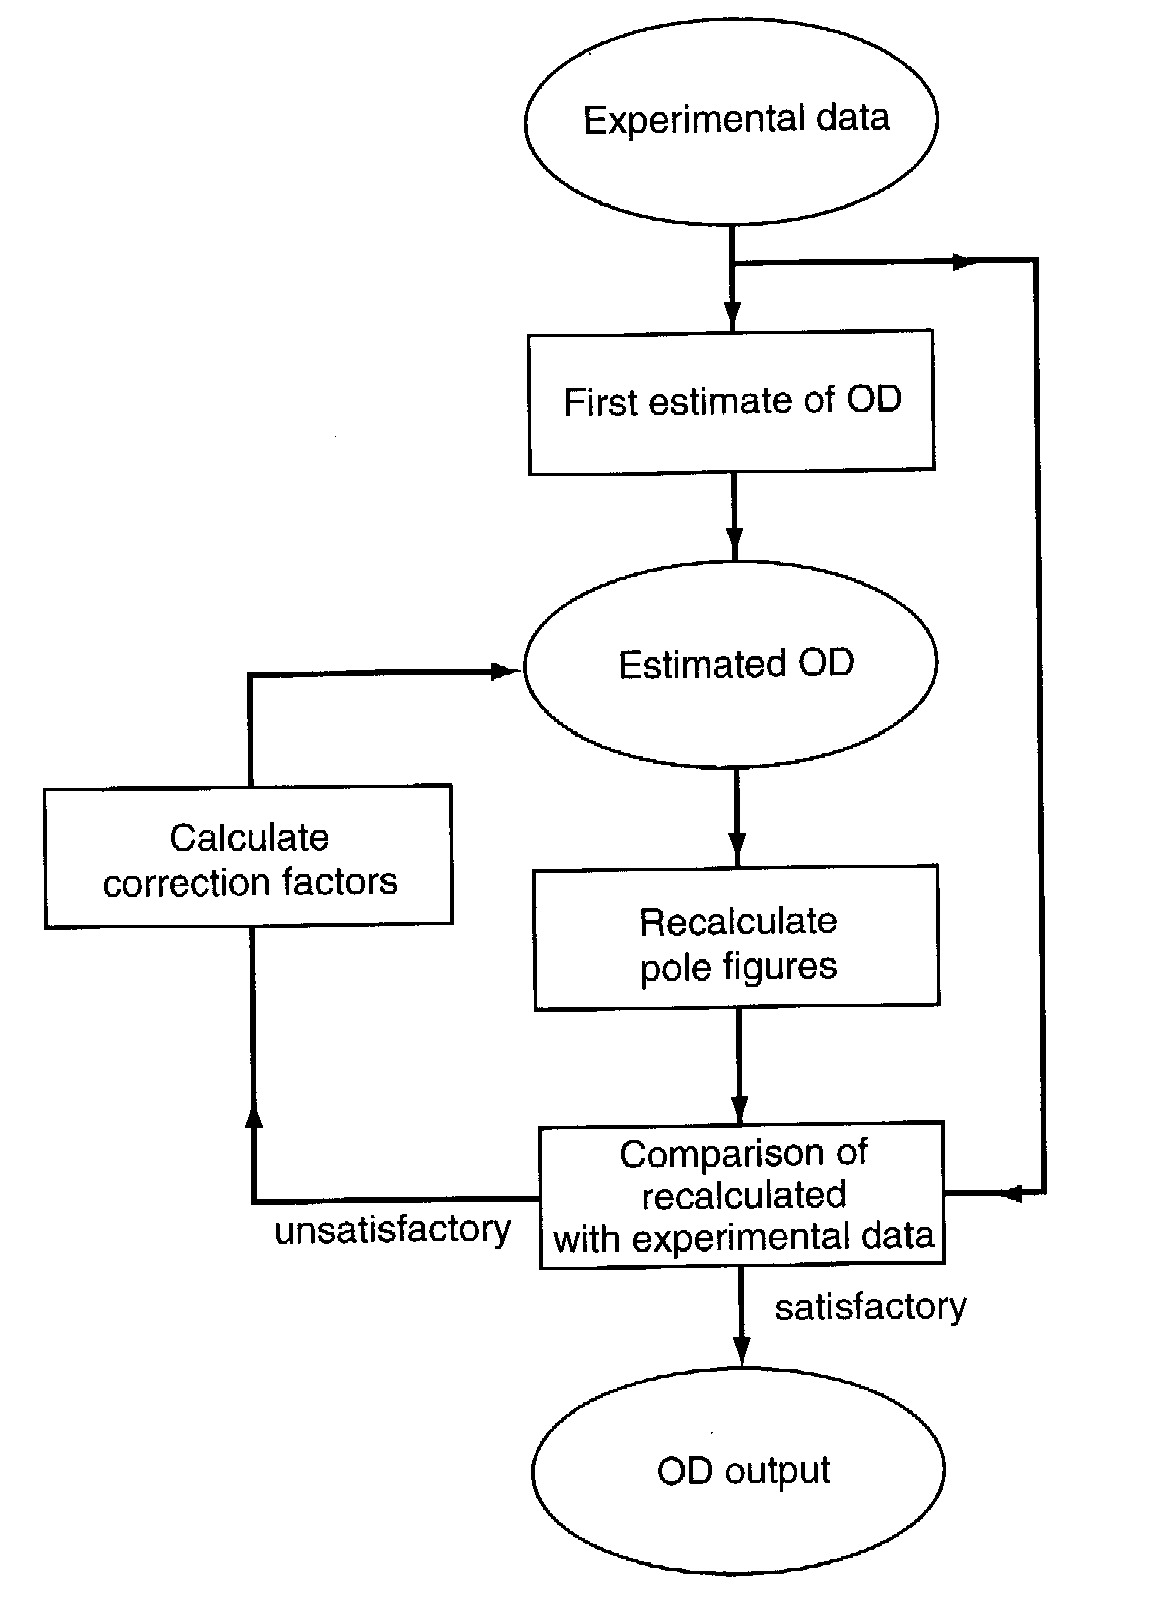 Experimental data
First estimate of OD
Estimated OD
Calculate
correction factors
Recalculate
pole figures
Comparison of
recalculated
with experimental data
unsatisfactory
satisfactory
OD output